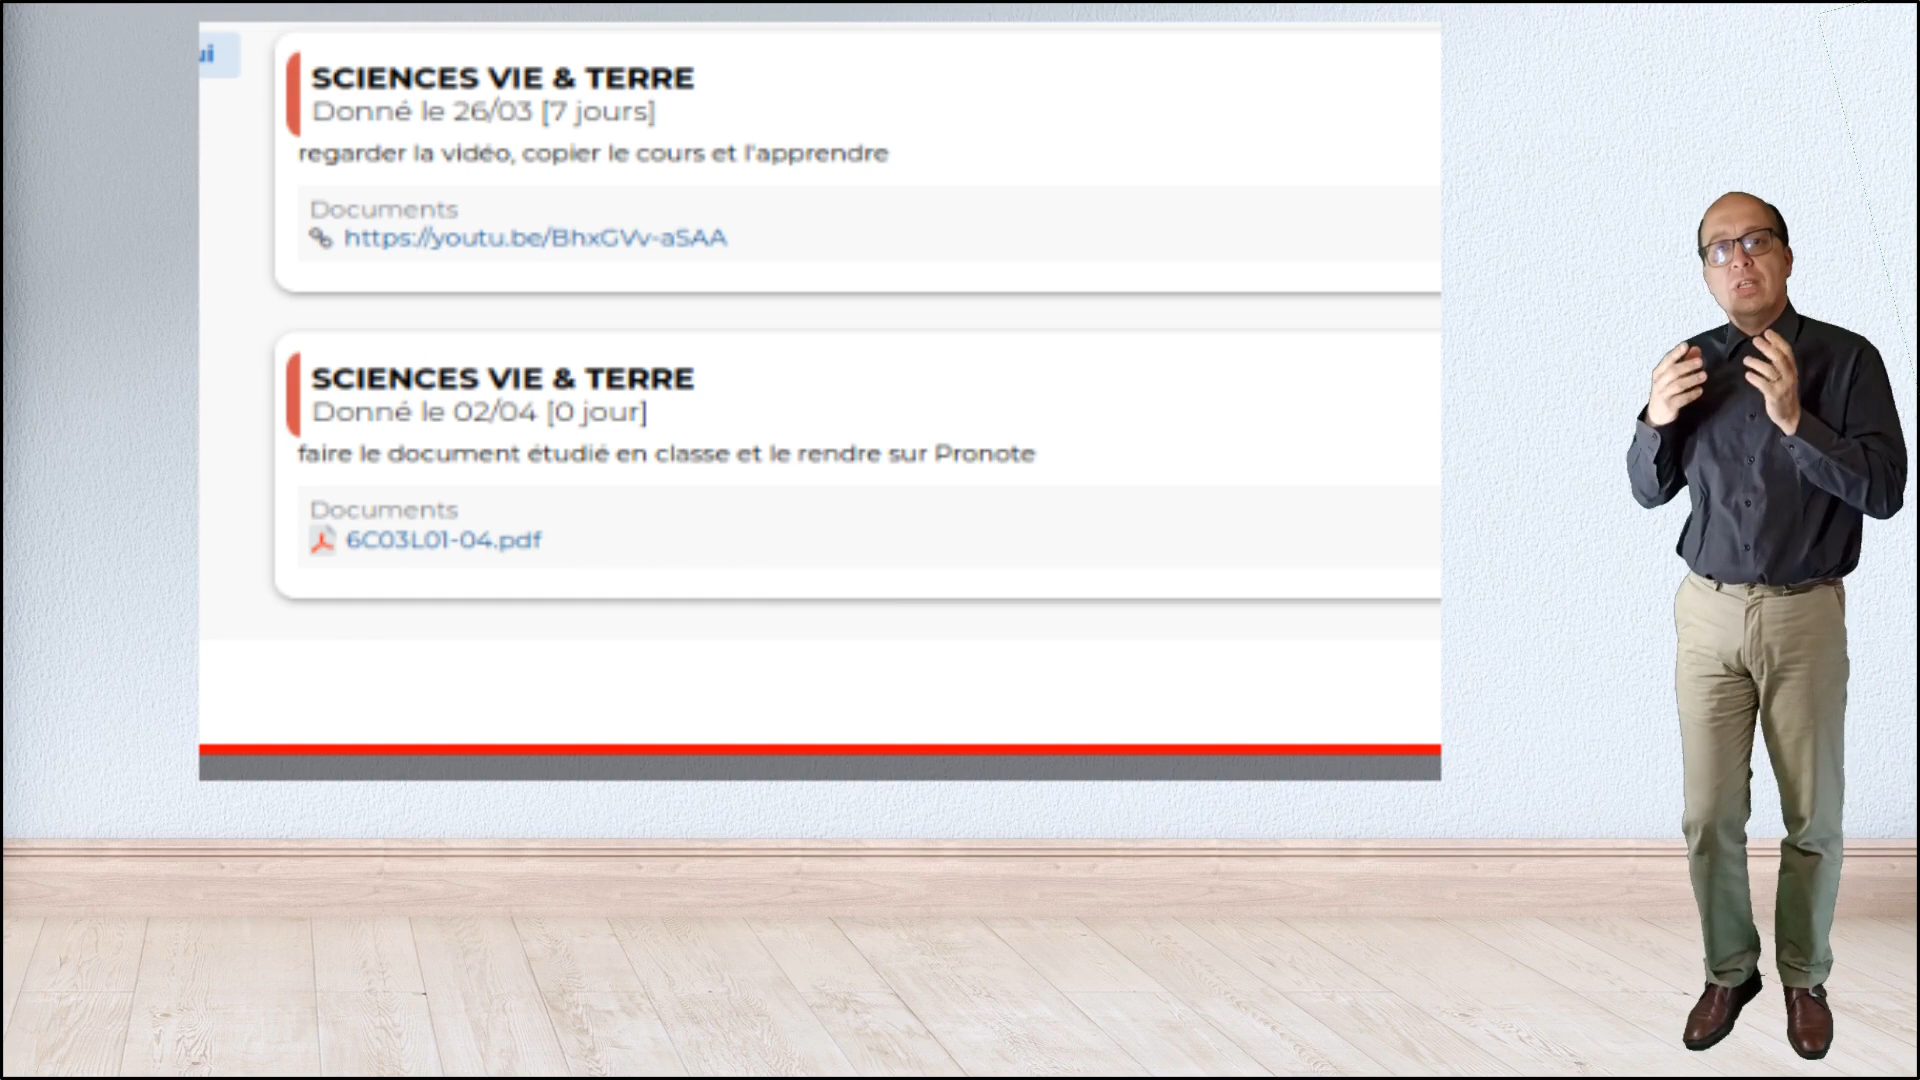 ui
SCIENCES VIE & TERRE
Donné le 26/03 [7 jours]
regarder la vidéo, copier le cours et l'apprendre
Documents
https://youtu.be/BhxGVv-aSAA
SCIENCES VIE & TERRE
Donné le 02/04 [0 jour]
faire le document étudié en classe et le rendre sur Pronote
Documents
6C03L01-04.pdf